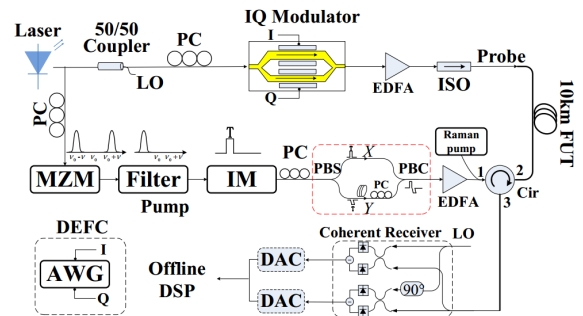 Laser
50/50
Coupler
LO
PC
IQ Modulator
I
Q
EDFA
ISO
Probe
10km FUT
PC
ν₀-ν ν₀ ν₀+ν
ν₀ ν₀+ν
MZM
Filter
Pump
IM
PC
PBS
X
PC
Y
PBC
EDFA
Raman
pump
1
2
3
Cir
DEFC
I
AWG
Q
Offline
DSP
DAC
DAC
Coherent Receiver
LO
90°